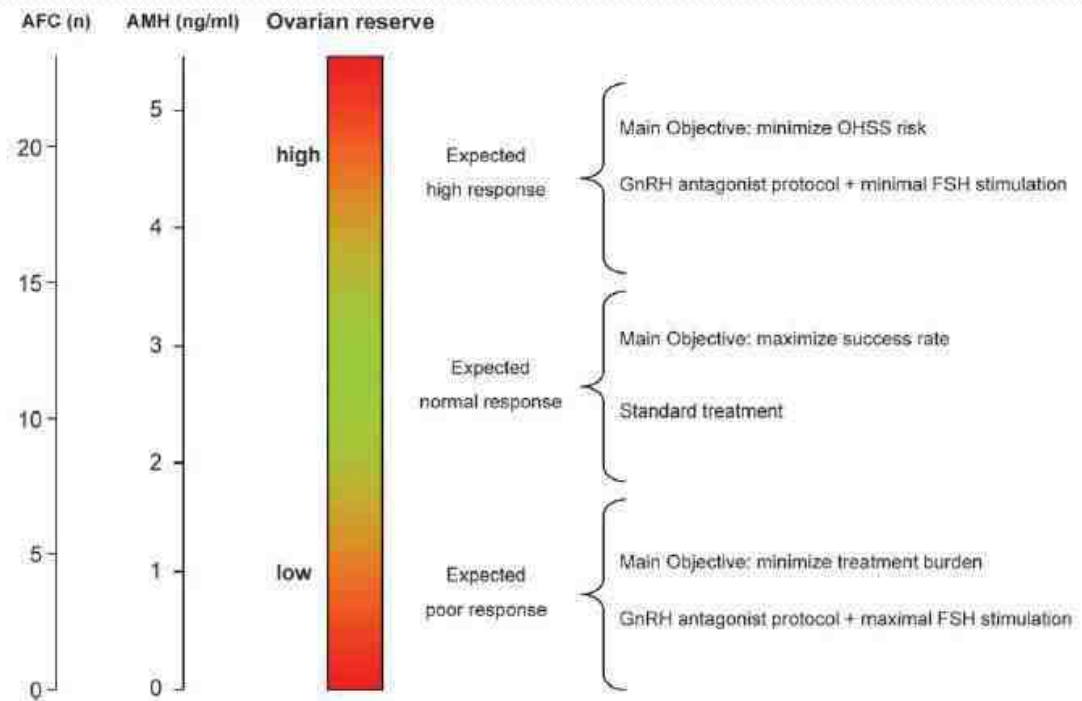 AFC (n) AMH (ng/ml) Ovarian reserve
5
20
high
Expected
high response
Main Objective: minimize OHSS risk
GnRH antagonist protocol + minimal FSH stimulation
4
15
3
Expected
normal response
Main Objective: maximize success rate
Standard treatment
10
2
5
1
low
Expected
poor response
Main Objective: minimize treatment burden
GnRH antagonist protocol + maximal FSH stimulation
0
0